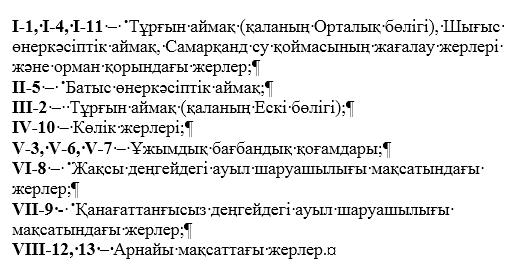 I-1, I-4, I-11 – Тұрғын аймақ (қаланың Орталық бөлігі), Шығыс
өнеркәсіптік аймақ, Самарқанд су қоймасының жағалау жерлері
және орман қорындағы жерлер;¶
II-5 – Батыс өнеркәсіптік аймақ;¶
III-2 – Тұрғын аймақ (қаланың Ескі бөлігі);¶
IV-10 – Көлік жерлері;¶
V-3, V-6, V-7 – Ұжымдық бағбандық қоғамдары;¶
VI-8 – Жақсы деңгейдегі ауыл шаруашылығы мақсатындағы
жерлер;¶
VII-9 - Қанағаттанғысыз деңгейдегі ауыл шаруашылығы
мақсатындағы жерлер;¶
VIII-12, 13 – Арнайы мақсаттағы жерлер.¤